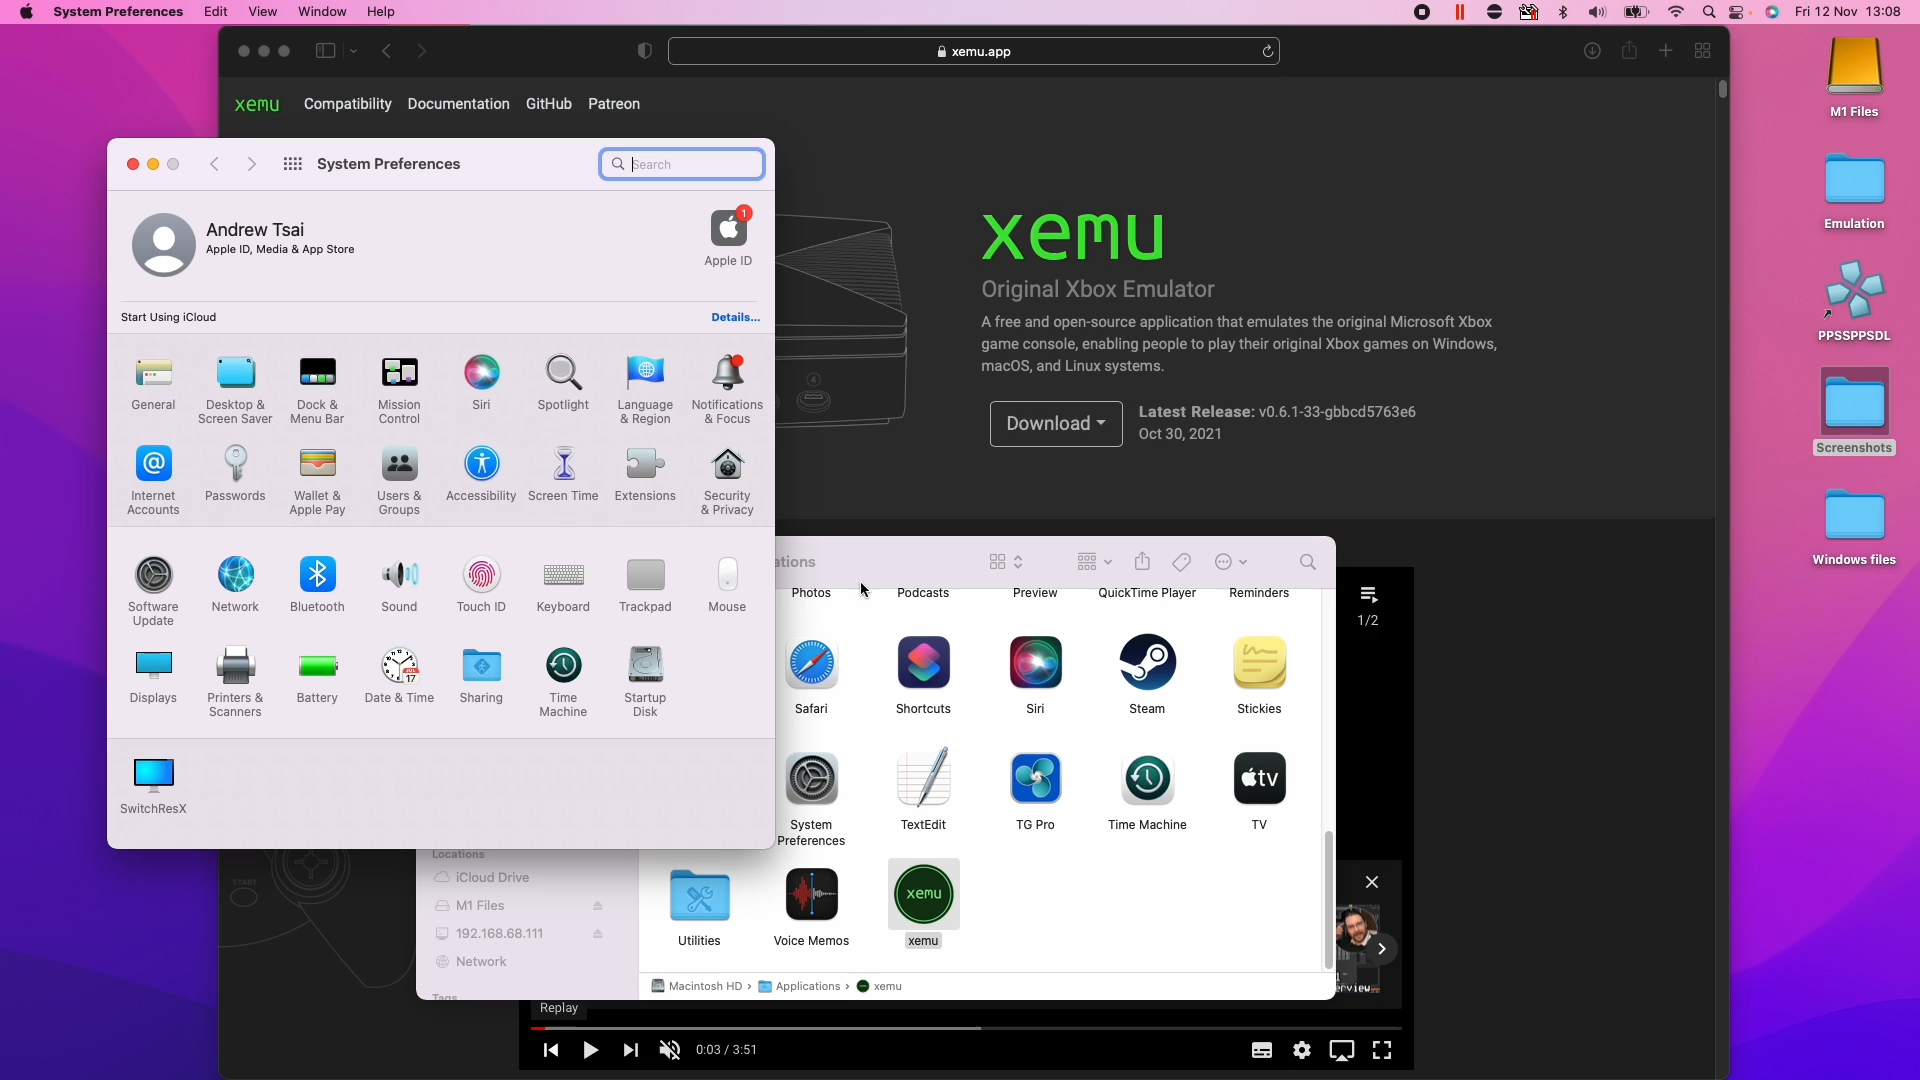 System Preferences Edit View Window Help
Fri 12 Nov 13:08
xemu.app
xemu Compatibility Documentation GitHub Patreon
System Preferences
Search
Andrew Tsai
Apple ID, Media & App Store
1
Apple ID
Start Using iCloud
Details...
General
Desktop &
Screen Saver
Dock &
Menu Bar
Mission
Control
Siri
Spotlight
Language
& Region
Notifications
& Focus
Internet
Accounts
Passwords
Wallet &
Apple Pay
Users &
Groups
Accessibility
Screen Time
Extensions
Security
& Privacy
Software
Update
Network
Bluetooth
Sound
Touch ID
Keyboard
Trackpad
Mouse
Displays
Printers &
Scanners
Battery
JUL
17
Date & Time
Sharing
Time
Machine
Startup
Disk
SwitchResX
xemu
Original Xbox Emulator
A free and open-source application that emulates the original Microsoft Xbox
game console, enabling people to play their original Xbox games on Windows,
macOS, and Linux systems.
Download
Latest Release: v0.6.1-33-gbbcd5763e6
Oct 30, 2021
4
START
ations
Photos
Podcasts
Preview
QuickTime Player
Reminders
Safari
Shortcuts
Siri
Steam
Stickies
System
Preferences
TextEdit
TG Pro
Time Machine
tv
TV
Utilities
Voice Memos
xemu
xemu
Locations
iCloud Drive
M1 Files
192.168.68.111
Network
Tags
Macintosh HD › Applications › xemu
1/2
erview
Replay
0:03 / 3:51
M1 Files
Emulation
PPSSPPSDL
Screenshots
Windows files